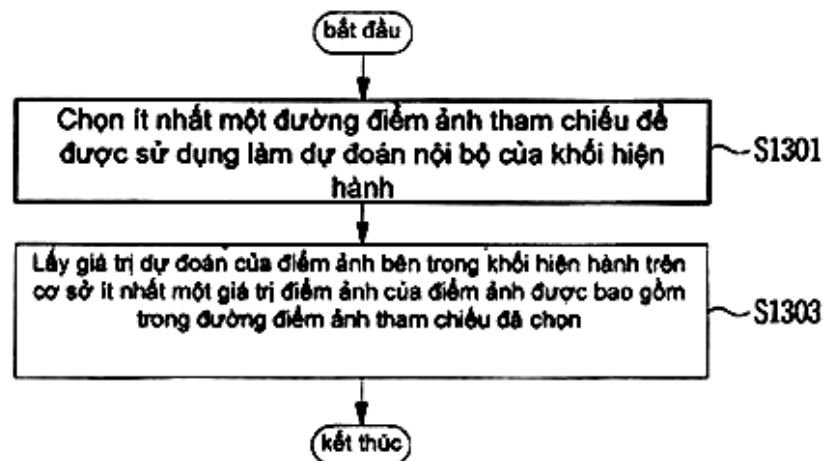 bắt đầu
Chọn ít nhất một đường điểm ảnh tham chiếu để
được sử dụng làm dự đoán nội bộ của khối hiện
hành
S1301
Lấy giá trị dự đoán của điểm ảnh bên trong khối hiện hành trên
cơ sở ít nhất một giá trị điểm ảnh của điểm ảnh được bao gồm
trong đường điểm ảnh tham chiếu đã chọn
S1303
kết thúc